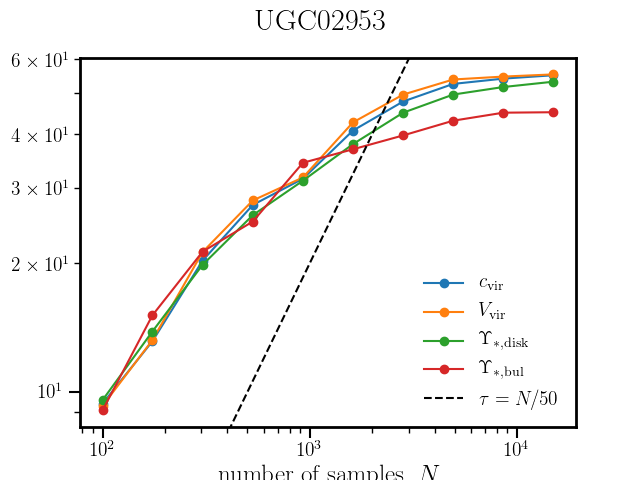 UGC02953
6 × 10¹
4 × 10¹
3 × 10¹
2 × 10¹
10¹
10² 10³ 10⁴
number of samples, N
c_vir
V_vir
Υ_*,disk
Υ_*,bul
τ = N/50